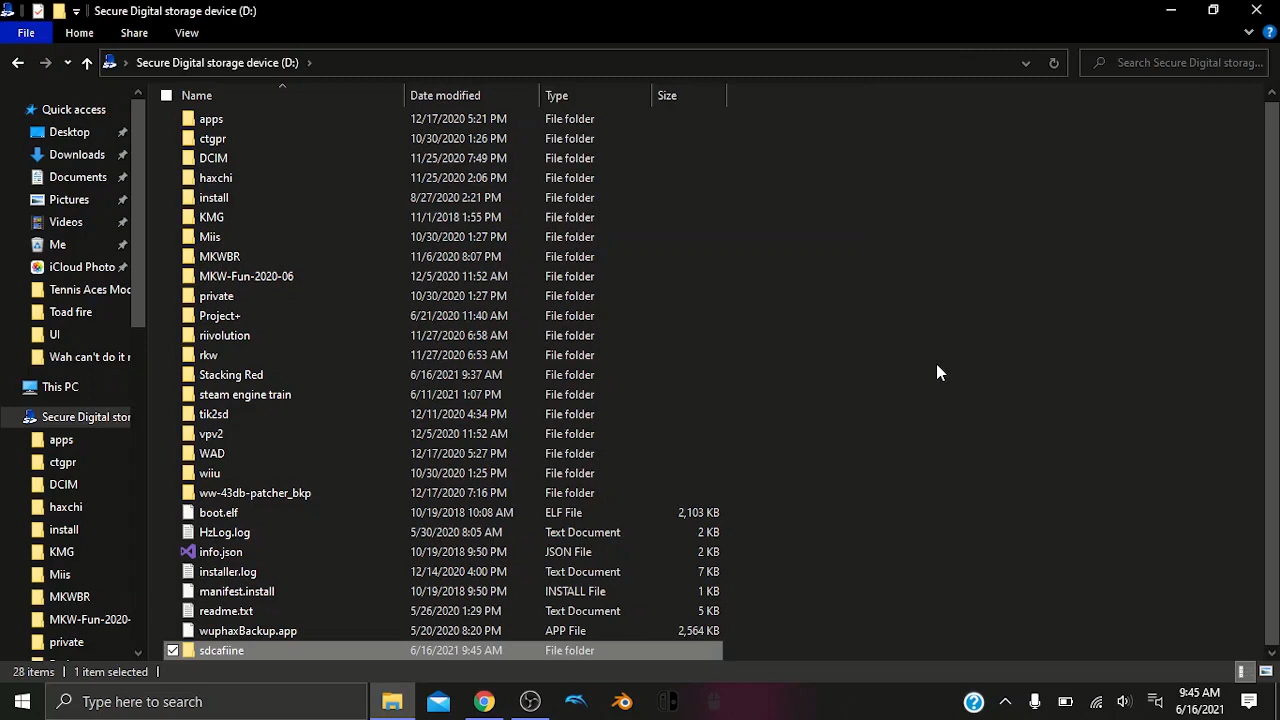 Secure Digital storage device (D:)
File Home Share View
Secure Digital storage device (D:) Search Secure Digital storag...
Name Date modified Type Size
Quick access
Desktop
Downloads
Documents
Pictures
Videos
Me
iCloud Photo
Tennis Aces Mo
Toad fire
UI
Wah can't do it r
This PC
Secure Digital stor
apps
ctgpr
DCIM
haxchi
install
KMG
Miis
MKWBR
MKW-Fun-2020-
private
apps 12/17/2020 5:21 PM File folder
ctgpr 10/30/2020 1:26 PM File folder
DCIM 11/25/2020 7:49 PM File folder
haxchi 11/25/2020 2:06 PM File folder
install 8/27/2020 2:21 PM File folder
KMG 11/1/2018 1:55 PM File folder
Miis 10/30/2020 1:27 PM File folder
MKWBR 11/6/2020 8:07 PM File folder
MKW-Fun-2020-06 12/5/2020 11:52 AM File folder
private 10/30/2020 1:27 PM File folder
Project+ 6/21/2020 11:40 AM File folder
riivolution 11/27/2020 6:58 AM File folder
rkw 11/27/2020 6:53 AM File folder
Stacking Red 6/16/2021 9:37 AM File folder
steam engine train 6/11/2021 1:07 PM File folder
tik2sd 12/11/2020 4:34 PM File folder
vpv2 12/5/2020 11:52 AM File folder
WAD 12/17/2020 5:27 PM File folder
wiiu 10/30/2020 1:25 PM File folder
ww-43db-patcher_bkp 12/17/2020 7:16 PM File folder
boot.elf 10/19/2018 10:08 AM ELF File 2,103 KB
HzLog.log 5/30/2020 8:05 AM Text Document 2 KB
info.json 10/19/2018 9:50 PM JSON File 2 KB
installer.log 12/14/2020 4:00 PM Text Document 7 KB
manifest.install 10/19/2018 9:50 PM INSTALL File 1 KB
readme.txt 5/26/2020 1:29 PM Text Document 5 KB
wuphaxBackup.app 5/20/2020 8:20 PM APP File 2,564 KB
sdcafiine 6/16/2021 9:45 AM File folder
28 items 1 item selected
Type here to search
9:45 AM
6/16/2021